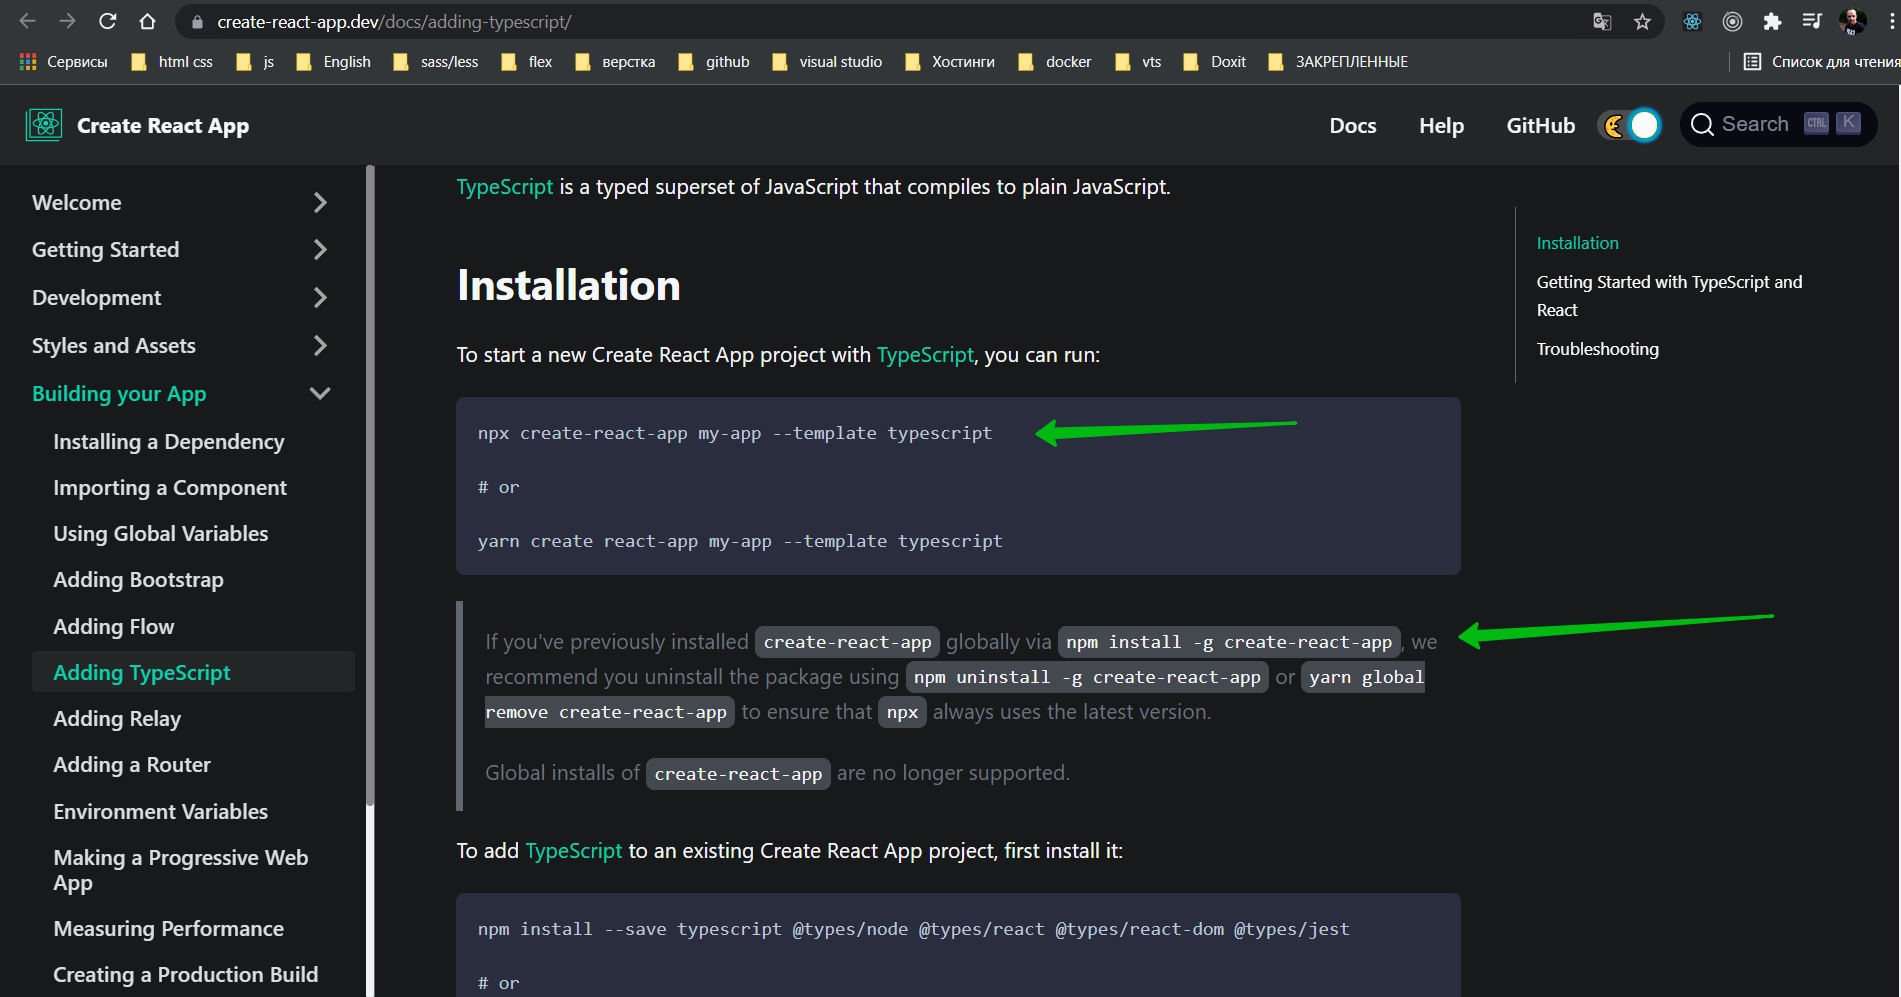 create-react-app.dev/docs/adding-typescript/
Сервисы
html css
js
English
sass/less
flex
верстка
github
visual studio
Хостинги
docker
vts
Doxit
ЗАКРЕПЛЕННЫЕ
Список для чтения
Create React App
Docs
Help
GitHub
Search
CTRL
K
Welcome
Getting Started
Development
Styles and Assets
Building your App
Installing a Dependency
Importing a Component
Using Global Variables
Adding Bootstrap
Adding Flow
Adding TypeScript
Adding Relay
Adding a Router
Environment Variables
Making a Progressive Web
App
Measuring Performance
Creating a Production Build
TypeScript is a typed superset of JavaScript that compiles to plain JavaScript.
Installation
To start a new Create React App project with TypeScript, you can run:
npx create-react-app my-app --template typescript
# or
yarn create react-app my-app --template typescript
If you've previously installed create-react-app globally via npm install -g create-react-app, we
recommend you uninstall the package using npm uninstall -g create-react-app or yarn global
remove create-react-app to ensure that npx always uses the latest version.
Global installs of create-react-app are no longer supported.
To add TypeScript to an existing Create React App project, first install it:
npm install --save typescript @types/node @types/react @types/react-dom @types/jest
# or
Installation
Getting Started with TypeScript and
React
Troubleshooting